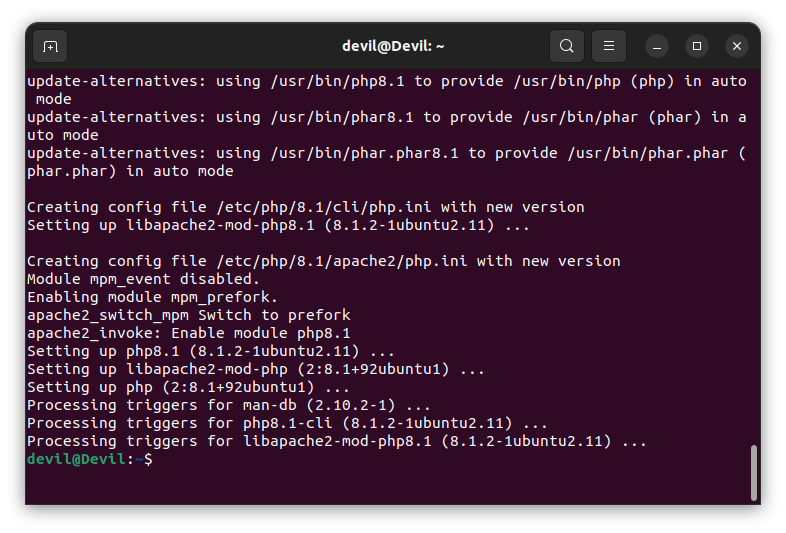 devil@Devil: ~
update-alternatives: using /usr/bin/php8.1 to provide /usr/bin/php (php) in auto
 mode
update-alternatives: using /usr/bin/phar8.1 to provide /usr/bin/phar (phar) in a
uto mode
update-alternatives: using /usr/bin/phar.phar8.1 to provide /usr/bin/phar.phar (
phar.phar) in auto mode

Creating config file /etc/php/8.1/cli/php.ini with new version
Setting up libapache2-mod-php8.1 (8.1.2-1ubuntu2.11) ...

Creating config file /etc/php/8.1/apache2/php.ini with new version
Module mpm_event disabled.
Enabling module mpm_prefork.
apache2_switch_mpm Switch to prefork
apache2_invoke: Enable module php8.1
Setting up php8.1 (8.1.2-1ubuntu2.11) ...
Setting up libapache2-mod-php (2:8.1+92ubuntu1) ...
Setting up php (2:8.1+92ubuntu1) ...
Processing triggers for man-db (2.10.2-1) ...
Processing triggers for php8.1-cli (8.1.2-1ubuntu2.11) ...
Processing triggers for libapache2-mod-php8.1 (8.1.2-1ubuntu2.11) ...
devil@Devil:~$